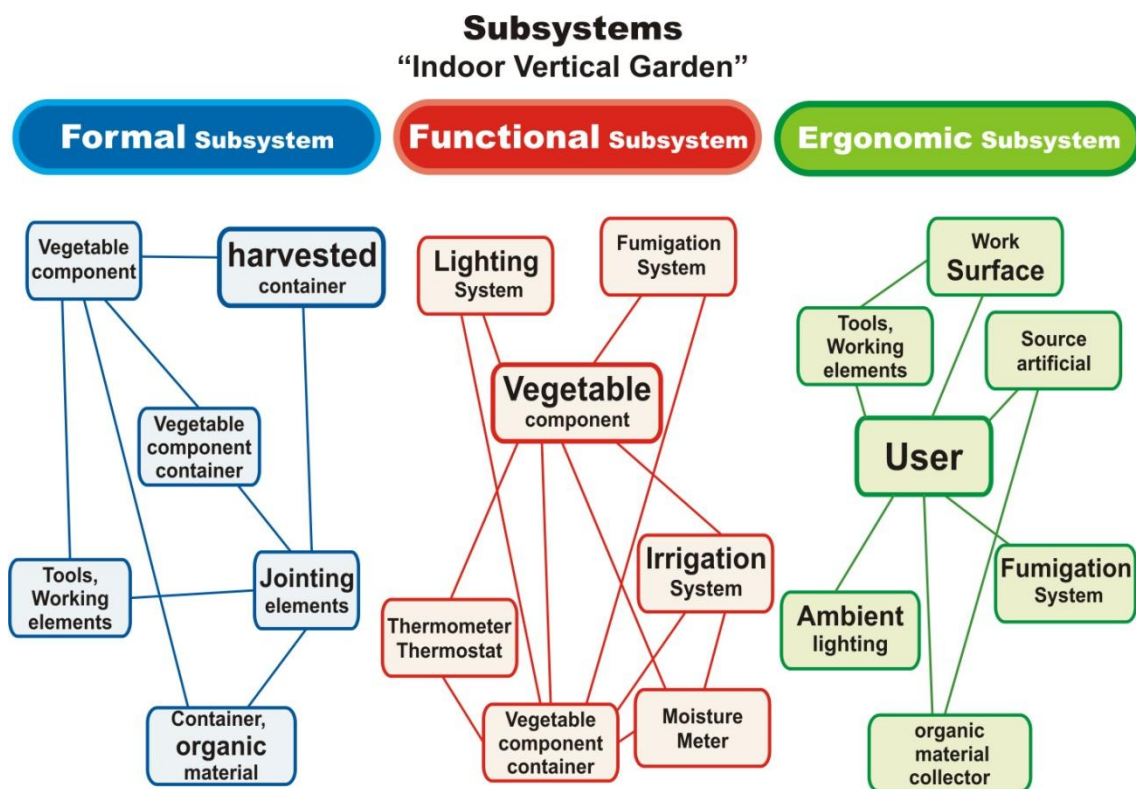 Subsystems
“Indoor Vertical Garden”
Formal Subsystem
Functional Subsystem
Ergonomic Subsystem
Vegetable
component
harvested
container
Vegetable
component
container
Tools,
Working
elements
Jointing
elements
Container,
organic
material
Lighting
System
Fumigation
System
Vegetable
component
Irrigation
System
Thermometer
Thermostat
Vegetable
component
container
Moisture
Meter
Work
Surface
Tools,
Working
elements
Source
artificial
User
Ambient
lighting
Fumigation
System
organic
material
collector